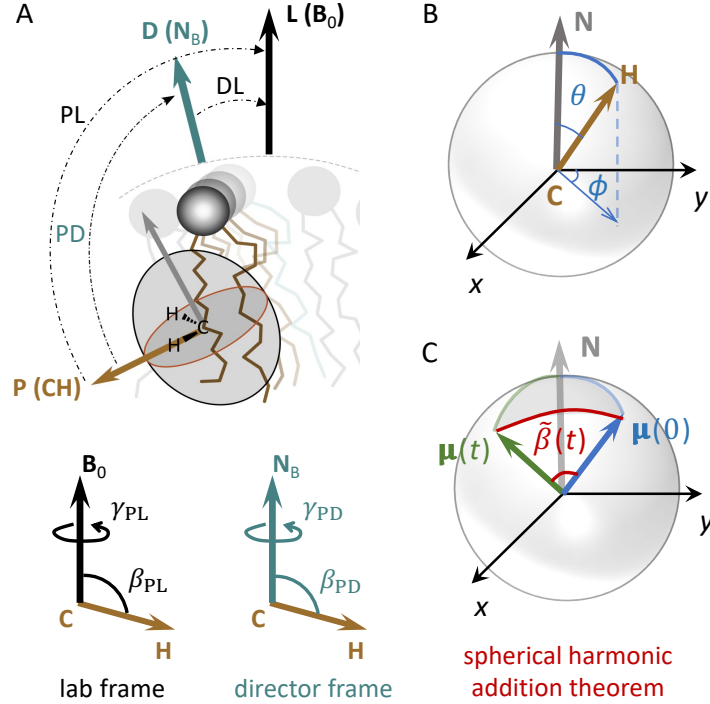 A
D (N_B)
L (B_0)
DL
PL
PD
H
C
H
P (CH)
B_0
γ_PL
β_PL
C
H
lab frame
N_B
γ_PD
β_PD
C
H
director frame
B
N
H
θ
C
ϕ
y
x
C
N
μ(t)
β̃(t)
μ(0)
y
x
spherical harmonic
addition theorem